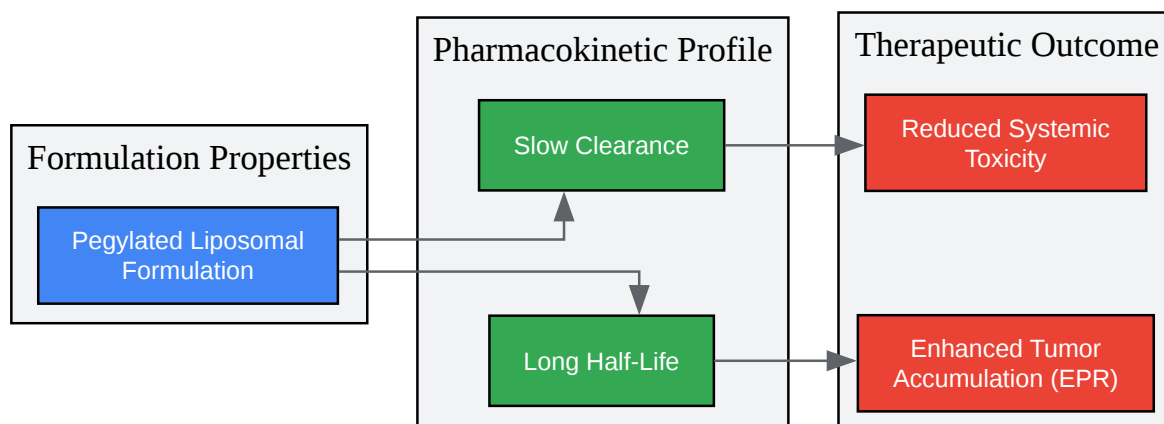 Formulation Properties
Pegylated Liposomal
Formulation
Pharmacokinetic Profile
Slow Clearance
Long Half-Life
Therapeutic Outcome
Reduced Systemic
Toxicity
Enhanced Tumor
Accumulation (EPR)